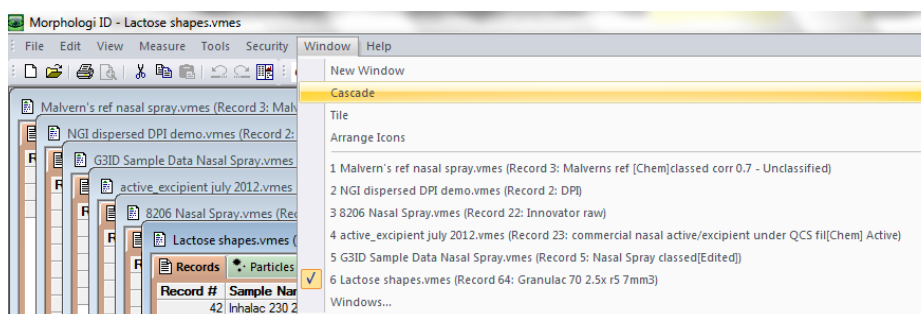 Morphologi ID - Lactose shapes.vmes
File Edit View Measure Tools Security Window Help
New Window
Cascade
Tile
Arrange Icons
1 Malvern's ref nasal spray.vmes (Record 3: Malverns ref [Chem]classed corr 0.7 - Unclassified)
2 NGI dispersed DPI demo.vmes (Record 2: DPI)
3 8206 Nasal Spray.vmes (Record 22: Innovator raw)
4 active_excipient july 2012.vmes (Record 23: commercial nasal active/excipient under QCS fil[Chem] Active)
5 G3ID Sample Data Nasal Spray.vmes (Record 5: Nasal Spray classed[Edited])
6 Lactose shapes.vmes (Record 64: Granulac 70 2.5x r5 7mm3)
Windows...
Malvern's ref nasal spray.vmes (Record 3: Malv
NGI dispersed DPI demo.vmes (Record 2:
G3ID Sample Data Nasal Spray.vmes
active_excipient july 2012.vmes
8206 Nasal Spray.vmes (Rec
Lactose shapes.vmes (
Records Particles
Record # Sample Nar
42 Inhalac 230 2